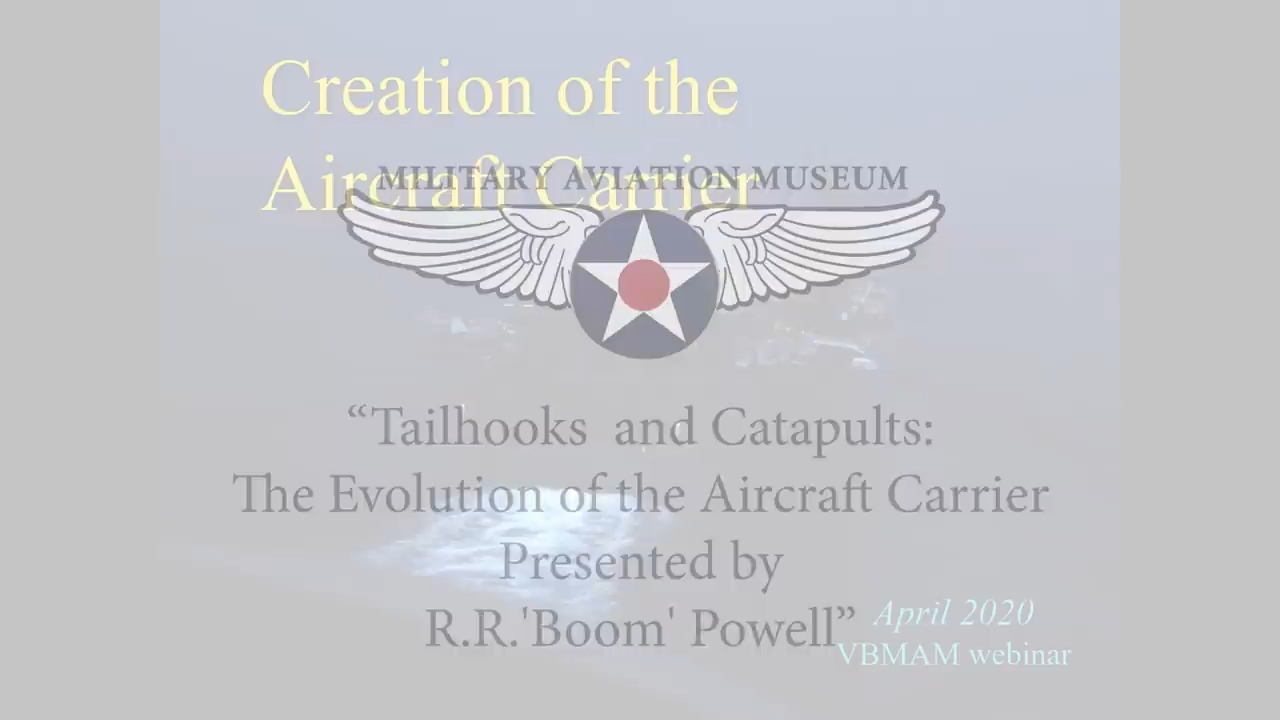 Creation of the
Aircraft Carrier
MILITARY AVIATION MUSEUM
“Tailhooks and Catapults:
The Evolution of the Aircraft Carrier
Presented by
R.R.'Boom' Powell”
April 2020
VBMAM webinar